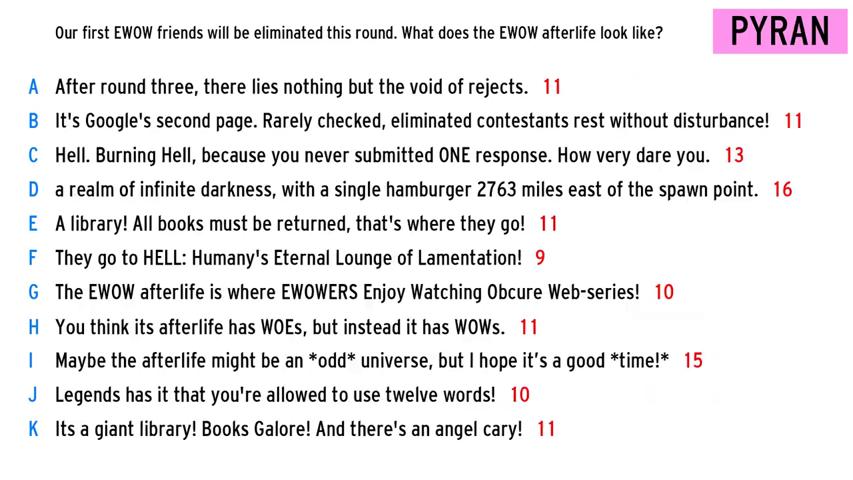 Our first EWOW friends will be eliminated this round. What does the EWOW afterlife look like?
PYRAN
A After round three, there lies nothing but the void of rejects. 11
B It's Google's second page. Rarely checked, eliminated contestants rest without disturbance! 11
C Hell. Burning Hell, because you never submitted ONE response. How very dare you. 13
D a realm of infinite darkness, with a single hamburger 2763 miles east of the spawn point. 16
E A library! All books must be returned, that's where they go! 11
F They go to HELL: Humany's Eternal Lounge of Lamentation! 9
G The EWOW afterlife is where EWOWERS Enjoy Watching Obcure Web-series! 10
H You think its afterlife has WOEs, but instead it has WOWs. 11
I Maybe the afterlife might be an *odd* universe, but I hope it's a good *time!* 15
J Legends has it that you're allowed to use twelve words! 10
K Its a giant library! Books Galore! And there's an angel cary! 11